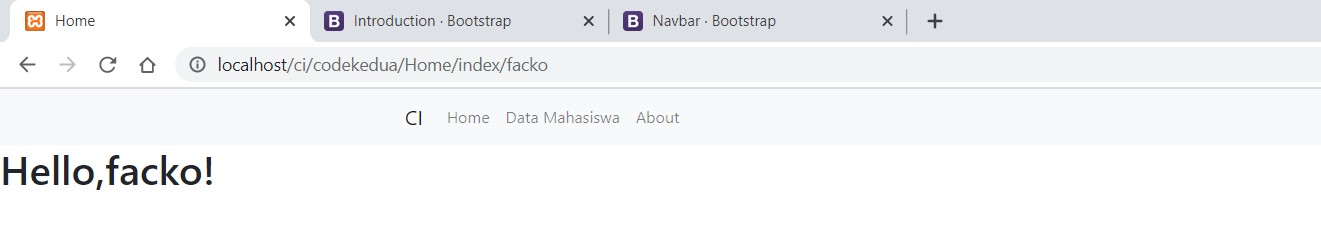 Home Introduction · Bootstrap Navbar · Bootstrap
localhost/ci/codekedua/Home/index/facko
CI Home Data Mahasiswa About
Hello,facko!